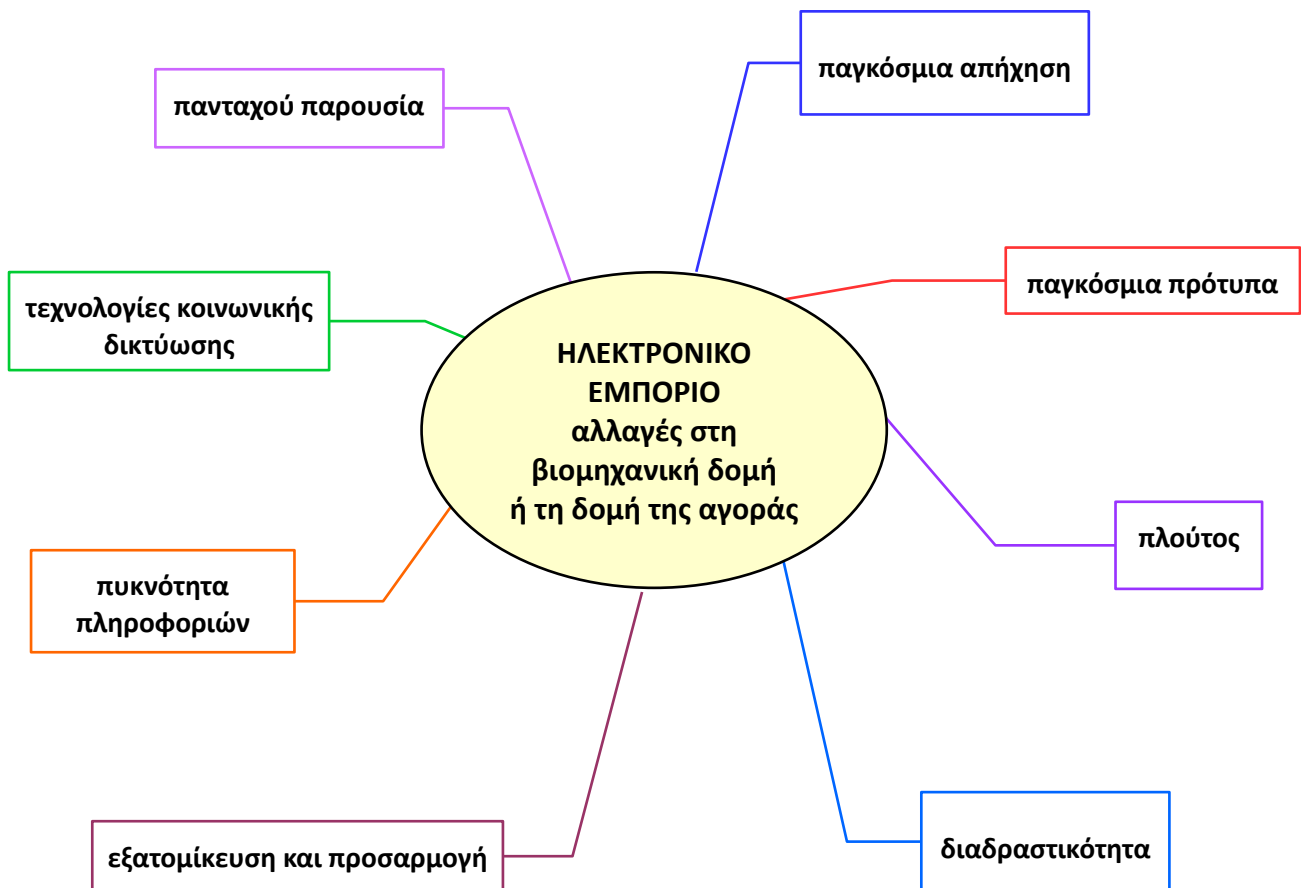 παγκόσμια απήχηση
πανταχού παρουσία
παγκόσμια πρότυπα
τεχνολογίες κοινωνικής
δικτύωσης
ΗΛΕΚΤΡΟΝΙΚΟ
ΕΜΠΟΡΙΟ
αλλαγές στη
βιομηχανική δομή
ή τη δομή της αγοράς
πλούτος
πυκνότητα
πληροφοριών
διαδραστικότητα
εξατομίκευση και προσαρμογή